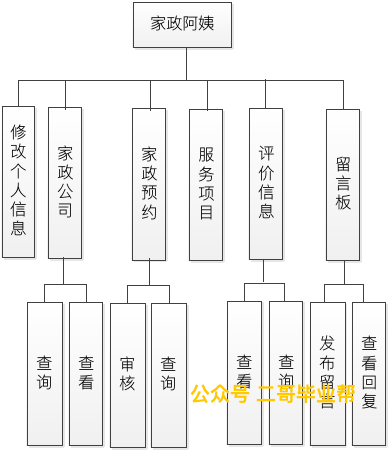 家政阿姨
修改个人信息
家政公司
家政预约
服务项目
评价信息
留言板
查询
查看
审核
查询
查看
查询
发布留言
查看回复
公众号 二哥毕业帮